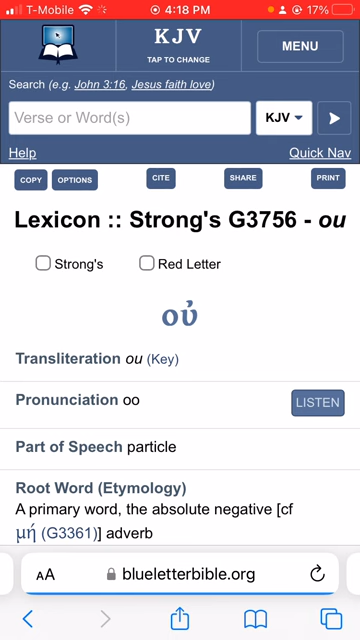 T-Mobile 4:18 PM 17%
KJV
TAP TO CHANGE
MENU
Search (e.g. John 3:16, Jesus faith love)
Verse or Word(s) KJV
Help Quick Nav
COPY OPTIONS CITE SHARE PRINT
Lexicon :: Strong's G3756 - ou
Strong's Red Letter
οὐ
Transliteration ou (Key)
Pronunciation oo LISTEN
Part of Speech particle
Root Word (Etymology)
A primary word, the absolute negative [cf
μή (G3361)] adverb
AA blueletterbible.org